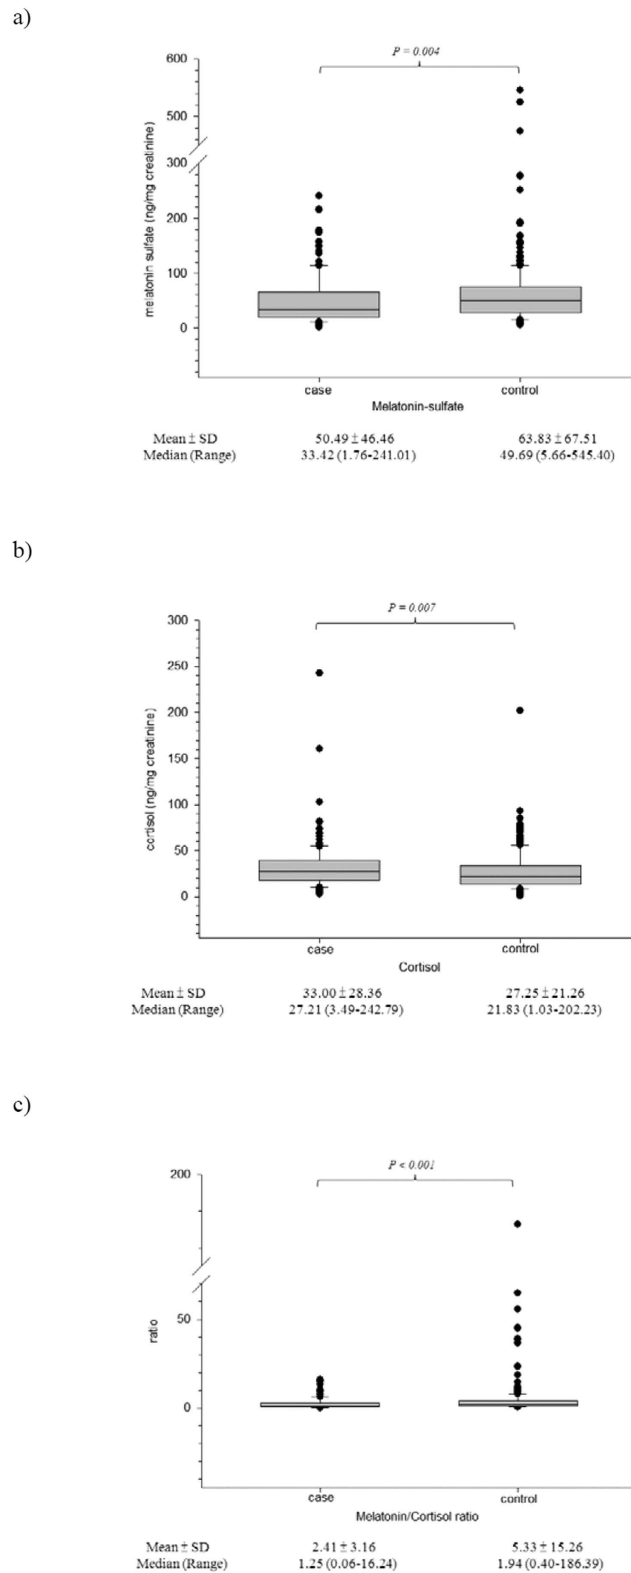 a)
P = 0.004
600
500
300
200
100
0
melatonin sulfate (ng/mg creatinine)
case control
Melatonin-sulfate
Mean ± SD 50.49 ± 46.46 63.83 ± 67.51
Median (Range) 33.42 (1.76-241.01) 49.69 (5.66-545.40)
b)
P = 0.007
300
250
200
150
100
50
0
cortisol (ng/mg creatinine)
case control
Cortisol
Mean ± SD 33.00 ± 28.36 27.25 ± 21.26
Median (Range) 27.21 (3.49-242.79) 21.83 (1.03-202.23)
c)
P < 0.001
200
50
0
ratio
case control
Melatonin/Cortisol ratio
Mean ± SD 2.41 ± 3.16 5.33 ± 15.26
Median (Range) 1.25 (0.06-16.24) 1.94 (0.40-186.39)